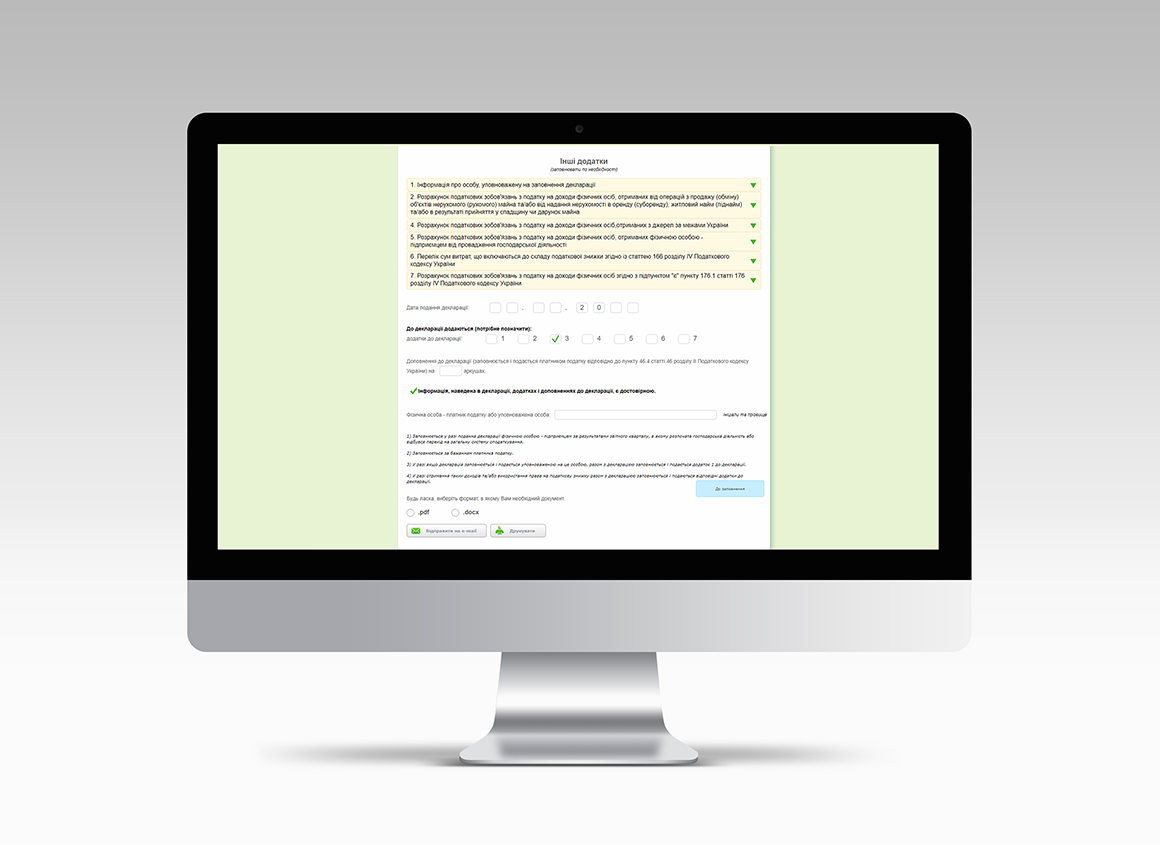 Інші додатки
(заповнювати по необхідності)
1. Інформація про особу, уповноважену на заповнення декларації
2. Розрахунок податкових зобов'язань з податку на доходи фізичних осіб, отриманих від операцій з продажу (обміну)
об'єктів нерухомого (рухомого) майна та/або від надання нерухомості в оренду (суборенду), житловий найм (піднайм)
та/або в результаті прийняття у спадщину чи дарунок майна
4. Розрахунок податкових зобов'язань з податку на доходи фізичних осіб,отриманих з джерел за межами України
5. Розрахунок податкових зобов'язань з податку на доходи фізичних осіб, отриманих фізичною особою -
підприємцем від провадження господарської діяльності
6. Перелік сум витрат, що включаються до складу податкової знижки згідно із статтею 166 розділу IV Податкового
кодексу України
7. Розрахунок податкових зобов'язань з податку на доходи фізичних осіб згідно з підпунктом "є" пункту 176.1 статті 176
розділу IV Податкового кодексу України
Дата подання декларації: . . 2 0
До декларації додаються (потрібне позначити):
додатки до декларації: 1 2 3 4 5 6 7
Доповнення до декларації (заповнюється і подається платником податку відповідно до пункту 46.4 статті 46 розділу II Податкового кодексу
України) на аркушах.
Інформація, наведена в декларації, додатках і доповненнях до декларації, є достовірною.
Фізична особа - платник податку або уповноважена особа: ініціали та прізвище
1) Заповнюється у разі подання декларації фізичною особою - підприємцем за результатами звітного кварталу, в якому розпочата господарська діяльність або
відбувся перехід на загальну систему оподаткування.
2) Заповнюється за бажанням платника податку.
3) У разі якщо декларація заповнюється і подається уповноваженою на це особою, разом з декларацією заповнюється і подається додаток 1 до декларації.
4) У разі отримання таких доходів та/або використання права на податкову знижку разом з декларацією заповнюються і подаються відповідні додатки до
декларації.
До заповнення
Будь ласка, виберіть формат, в якому Вам необхідний документ.
.pdf .docx
Відправити на e-mail Друкувати